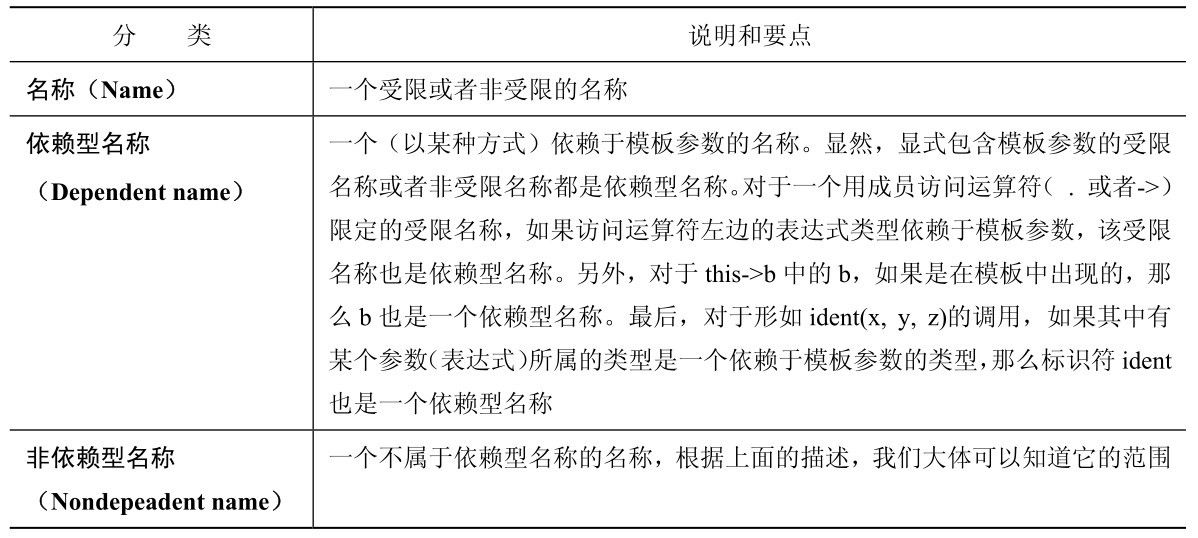 分 类 说明和要点
名称（Name） 一个受限或者非受限的名称
依赖型名称 一个（以某种方式）依赖于模板参数的名称。显然，显式包含模板参数的受限
（Dependent name） 名称或者非受限名称都是依赖型名称。对于一个用成员访问运算符（ . 或者->）
限定的受限名称，如果访问运算符左边的表达式类型依赖于模板参数，该受限
名称也是依赖型名称。另外，对于 this->b 中的 b，如果是在模板中出现的，那
么 b 也是一个依赖型名称。最后，对于形如 ident(x, y, z)的调用，如果其中有
某个参数（表达式）所属的类型是一个依赖于模板参数的类型，那么标识符 ident
也是一个依赖型名称
非依赖型名称 一个不属于依赖型名称的名称，根据上面的描述，我们大体可以知道它的范围
（Nondepeadent name）